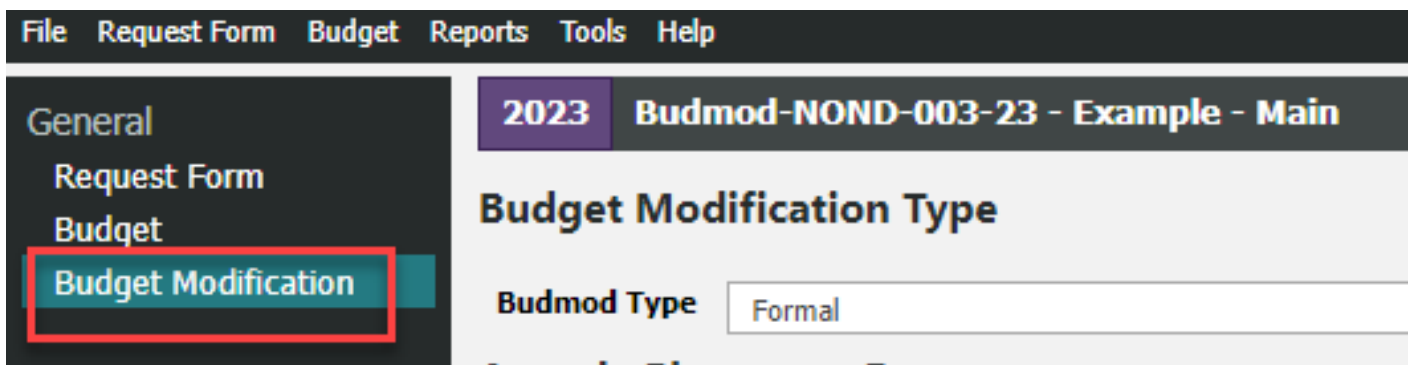 File Request Form Budget Reports Tools Help
General
Request Form
Budget
Budget Modification
2023 Budmod-NOND-003-23 - Example - Main
Budget Modification Type
Budmod Type Formal